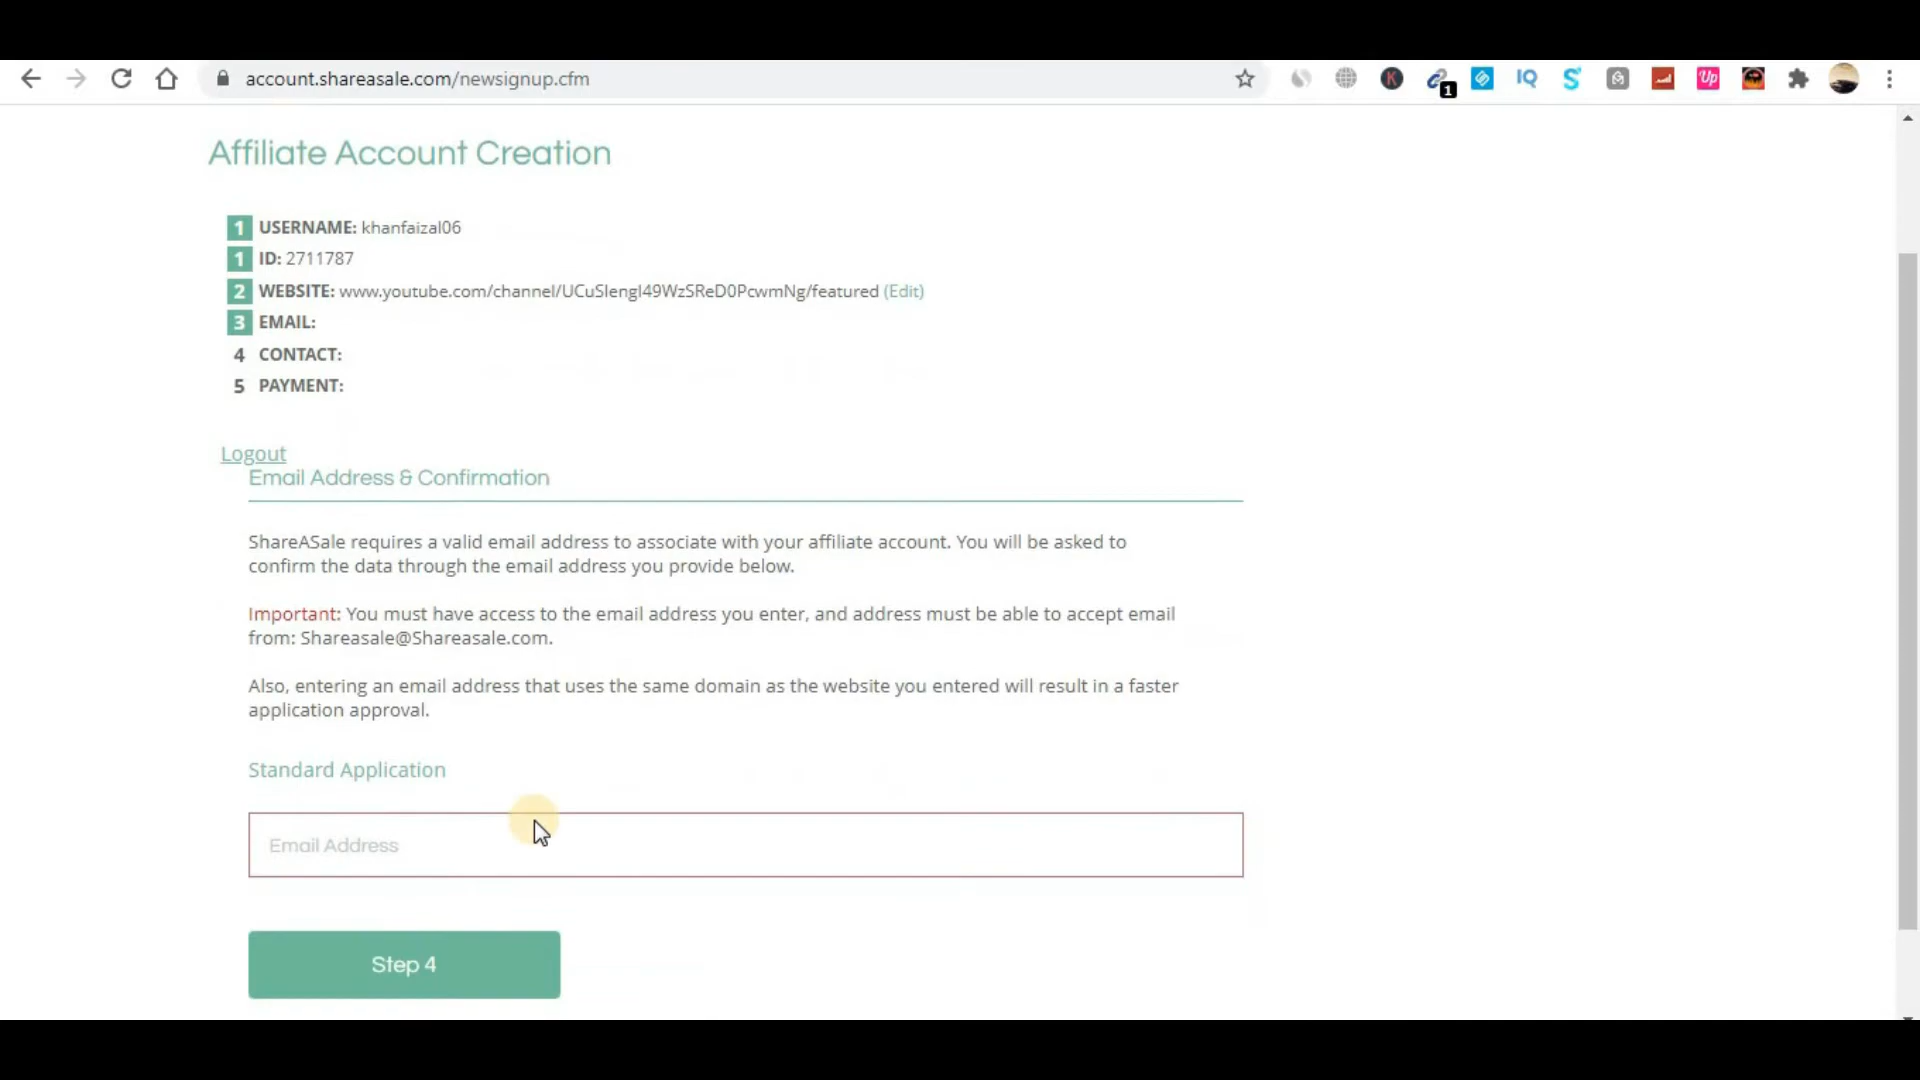 account.shareasale.com/newsignup.cfm
K
1
IQ
S
Up
Affiliate Account Creation
1 USERNAME: khanfaizal06
1 ID: 2711787
2 WEBSITE: www.youtube.com/channel/UCuSlengl49WzSReD0PcwmNg/featured (Edit)
3 EMAIL:
4 CONTACT:
5 PAYMENT:
Logout
Email Address & Confirmation
ShareASale requires a valid email address to associate with your affiliate account. You will be asked to
confirm the data through the email address you provide below.
Important: You must have access to the email address you enter, and address must be able to accept email
from: Shareasale@Shareasale.com.
Also, entering an email address that uses the same domain as the website you entered will result in a faster
application approval.
Standard Application
Email Address
Step 4